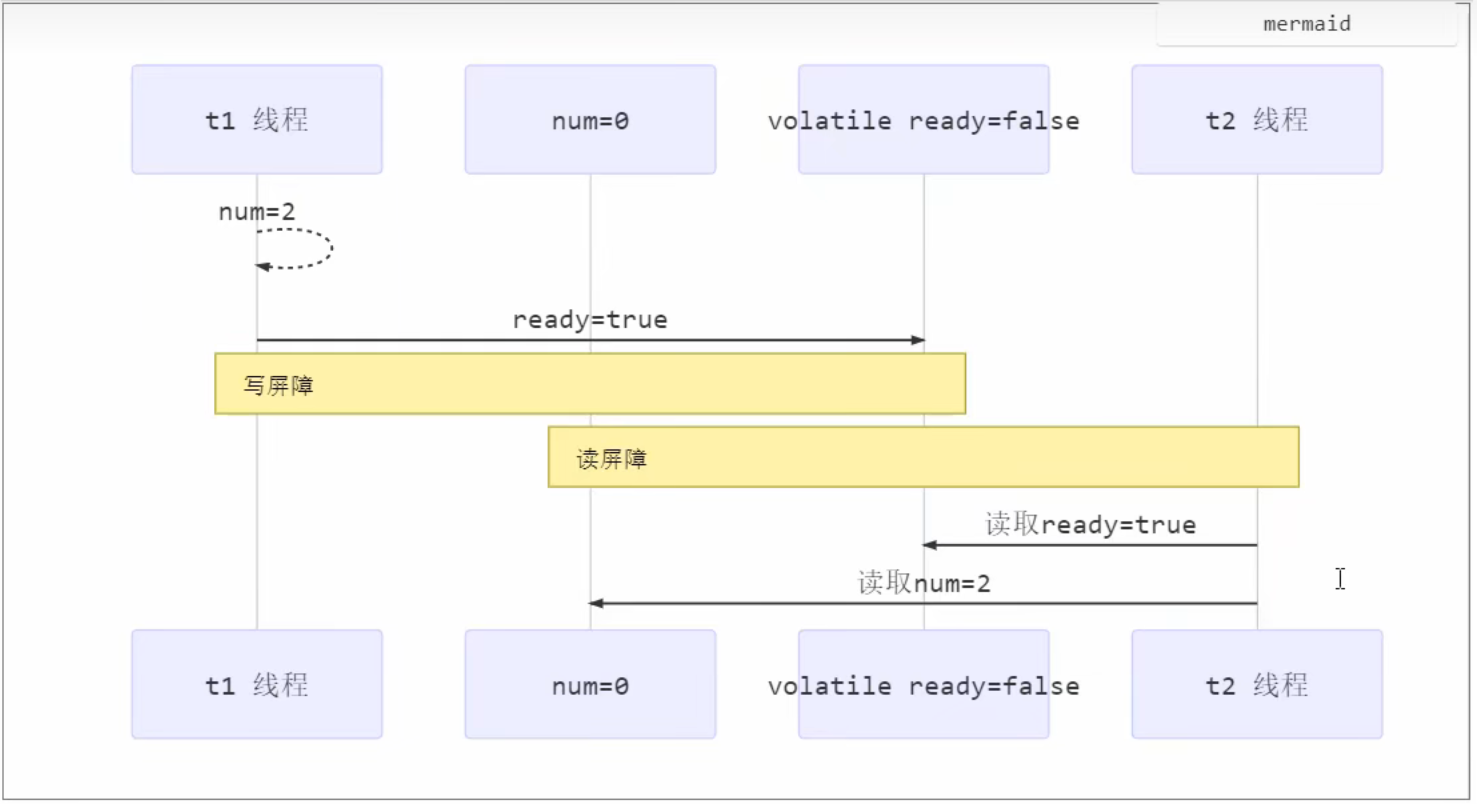 mermaid
t1 线程
num=0
volatile ready=false
t2 线程
num=2
ready=true
写屏障
读屏障
读取ready=true
读取num=2
t1 线程
num=0
volatile ready=false
t2 线程